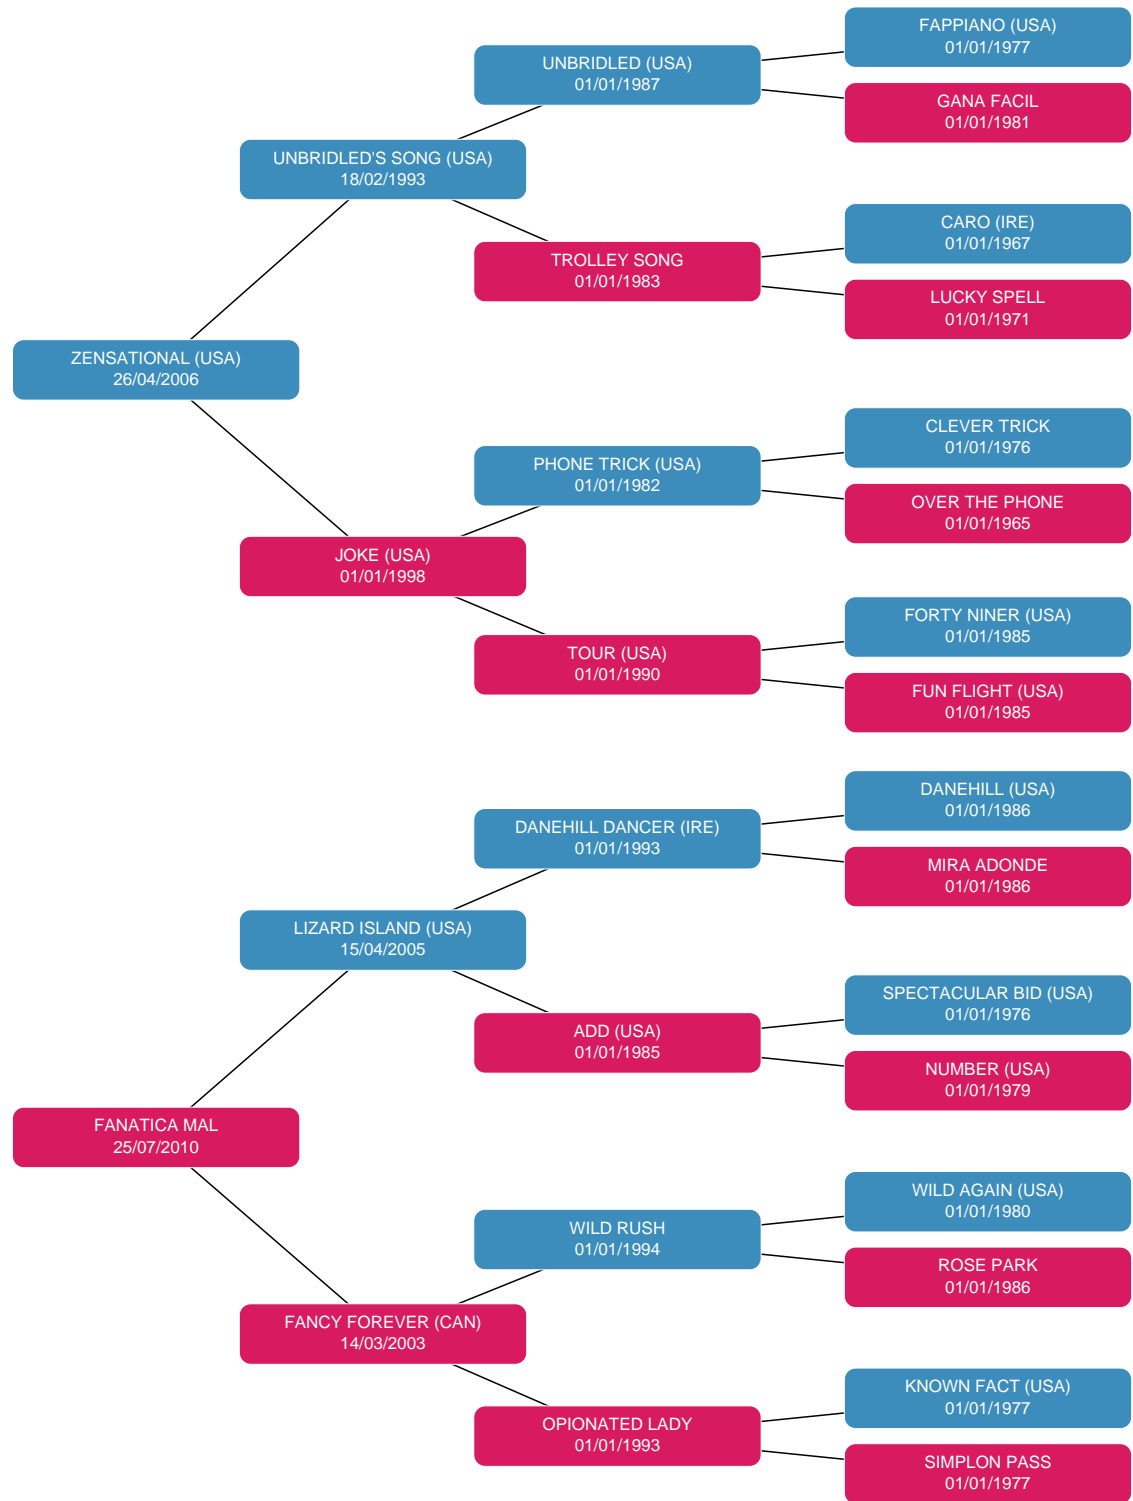 FAPPIANO (USA)
01/01/1977
UNBRIDLED (USA)
01/01/1987
GANA FACIL
01/01/1981
UNBRIDLED'S SONG (USA)
18/02/1993
CARO (IRE)
01/01/1967
TROLLEY SONG
01/01/1983
LUCKY SPELL
01/01/1971
ZENSATIONAL (USA)
26/04/2006
CLEVER TRICK
01/01/1976
PHONE TRICK (USA)
01/01/1982
OVER THE PHONE
01/01/1965
JOKE (USA)
01/01/1998
FORTY NINER (USA)
01/01/1985
TOUR (USA)
01/01/1990
FUN FLIGHT (USA)
01/01/1985
DANEHILL (USA)
01/01/1986
DANEHILL DANCER (IRE)
01/01/1993
MIRA ADONDE
01/01/1986
LIZARD ISLAND (USA)
15/04/2005
SPECTACULAR BID (USA)
01/01/1976
ADD (USA)
01/01/1985
NUMBER (USA)
01/01/1979
FANATICA MAL
25/07/2010
WILD AGAIN (USA)
01/01/1980
WILD RUSH
01/01/1994
ROSE PARK
01/01/1986
FANCY FOREVER (CAN)
14/03/2003
KNOWN FACT (USA)
01/01/1977
OPIONATED LADY
01/01/1993
SIMPLON PASS
01/01/1977